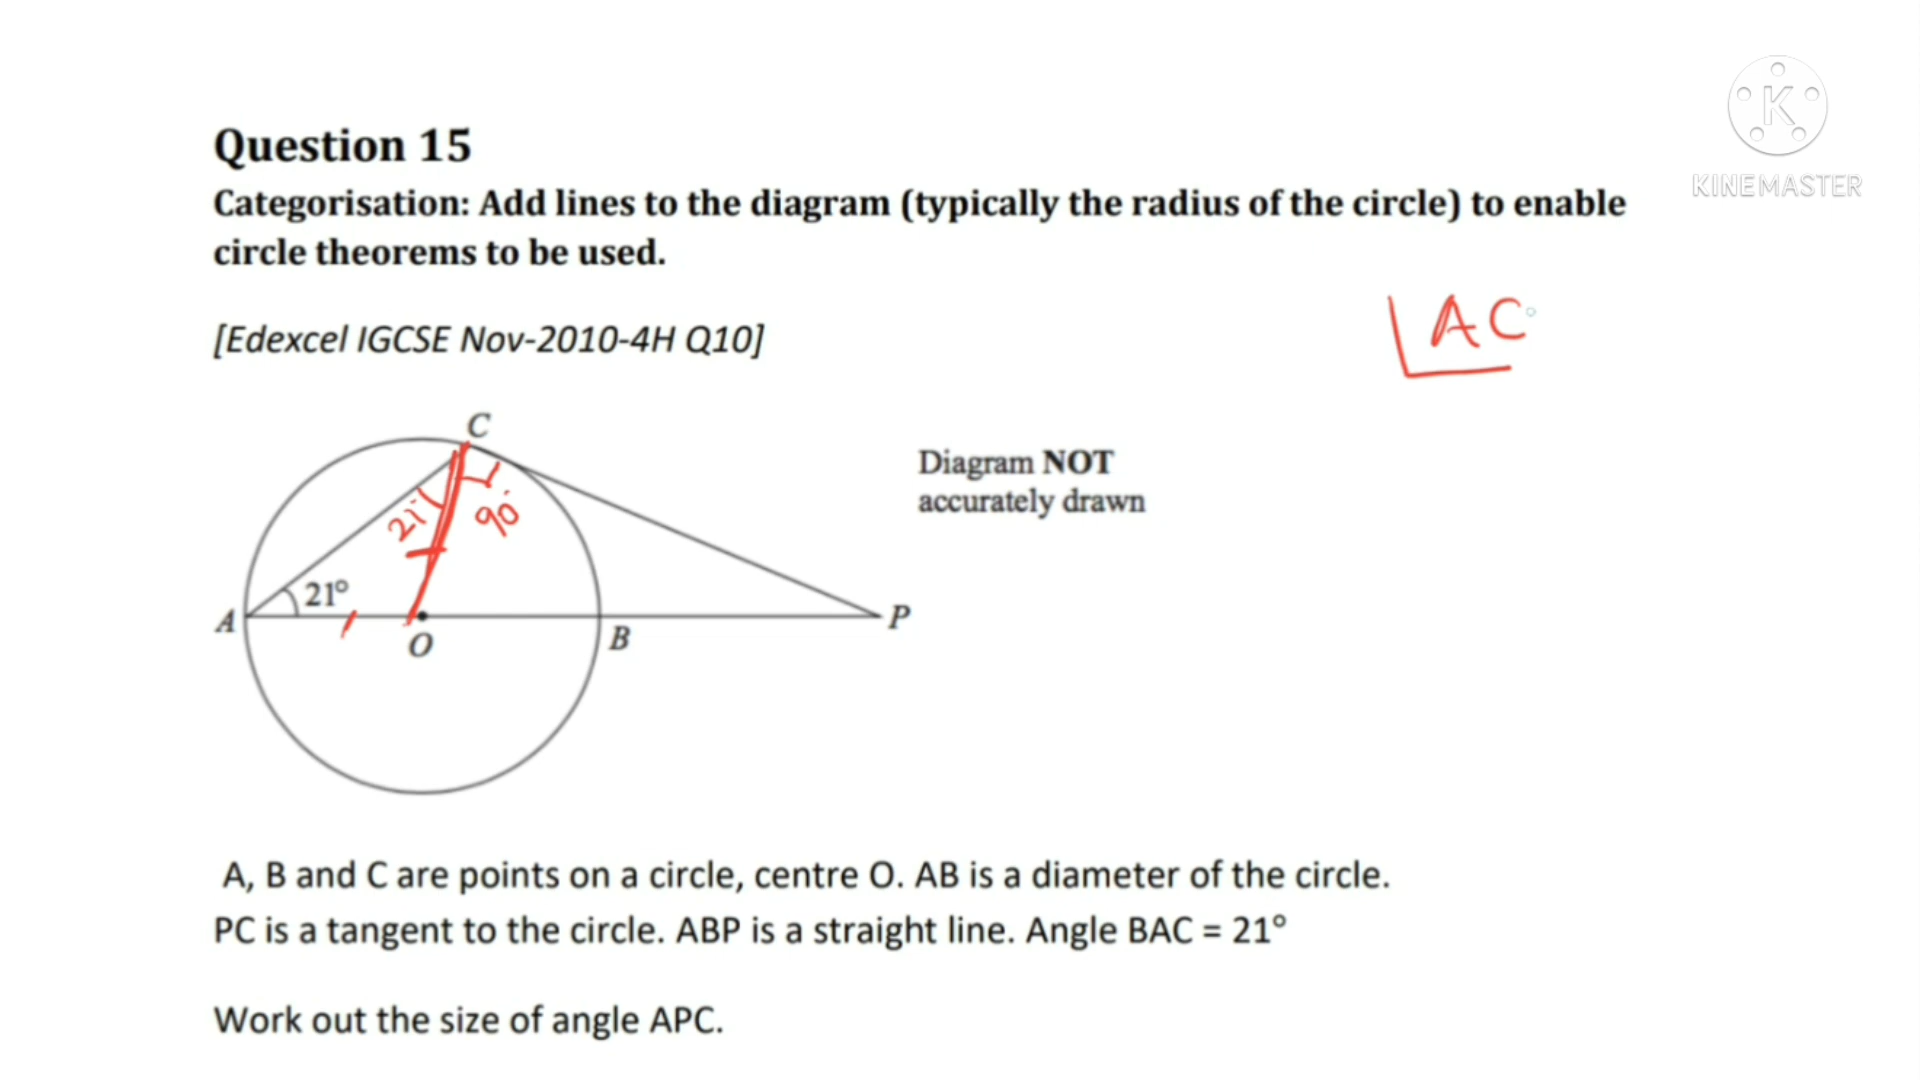 K
KINEMASTER
Question 15
Categorisation: Add lines to the diagram (typically the radius of the circle) to enable
circle theorems to be used.
[Edexcel IGCSE Nov-2010-4H Q10]
AC
C
Diagram NOT
accurately drawn
21°
90°
21°
A
O
B
P
A, B and C are points on a circle, centre O. AB is a diameter of the circle.
PC is a tangent to the circle. ABP is a straight line. Angle BAC = 21°
Work out the size of angle APC.